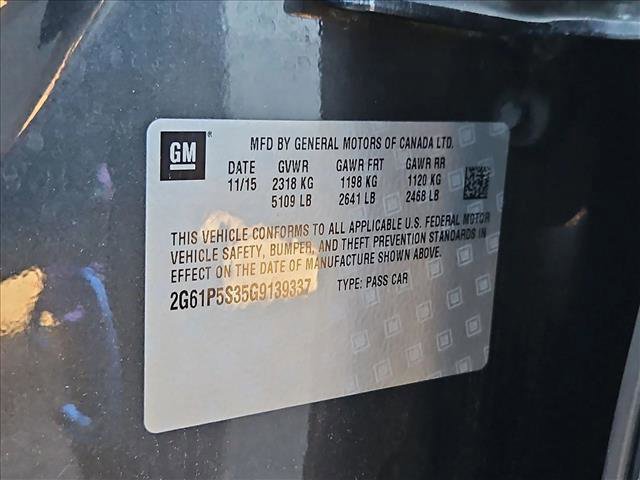 GM ®
MFD BY GENERAL MOTORS OF CANADA LTD.
DATE GVWR GAWR FRT GAWR RR
11/15 2318 KG 1198 KG 1120 KG
5109 LB 2641 LB 2468 LB
THIS VEHICLE CONFORMS TO ALL APPLICABLE U.S. FEDERAL MOTOR
VEHICLE SAFETY, BUMPER, AND THEFT PREVENTION STANDARDS IN
EFFECT ON THE DATE OF MANUFACTURE SHOWN ABOVE.
2G61P5S35G9139337 TYPE: PASS CAR